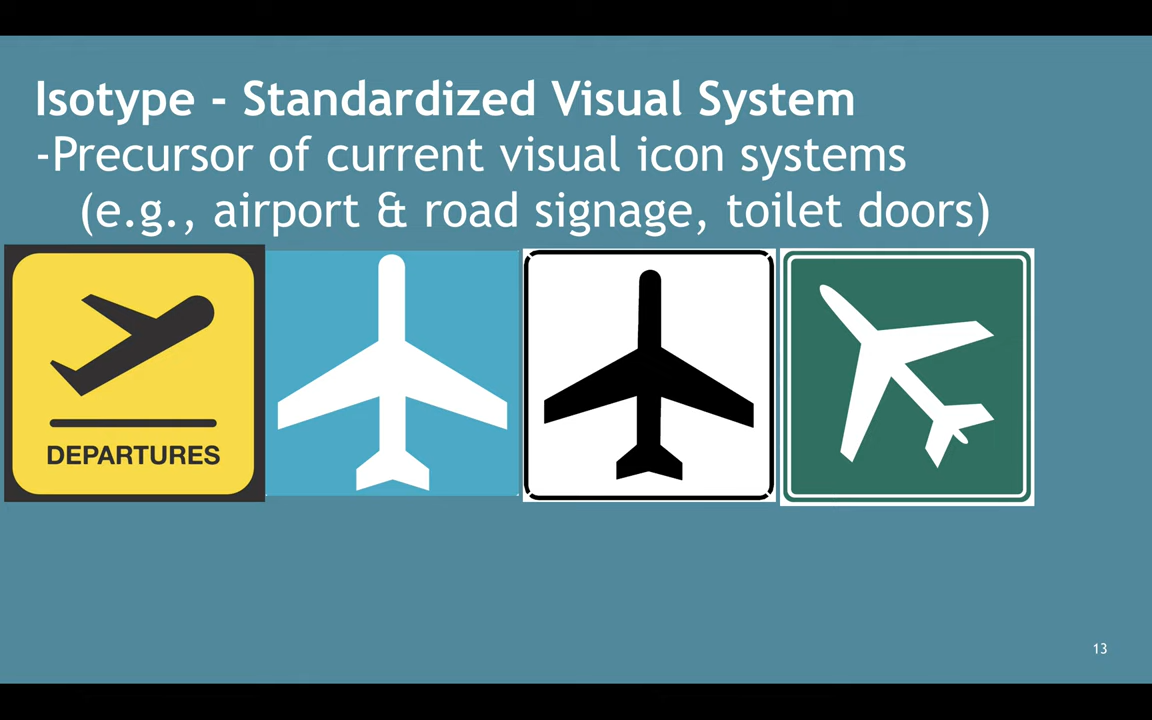 Isotype - Standardized Visual System
-Precursor of current visual icon systems
(e.g., airport & road signage, toilet doors)
DEPARTURES
13